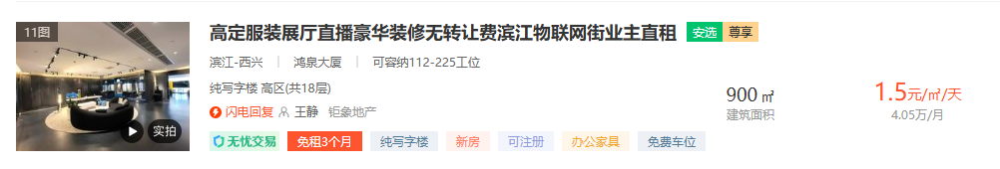 11图
实拍
高定服装展厅直播豪华装修无转让费滨江物联网街业主直租 安选 尊享
滨江-西兴 | 鸿泉大厦 | 可容纳112-225工位
纯写字楼 高区(共18层)
闪电回复 王静 钜象地产
无忧交易 免租3个月 纯写字楼 新房 可注册 办公家具 免费车位
900 ㎡
建筑面积
1.5元/㎡/天
4.05万/月